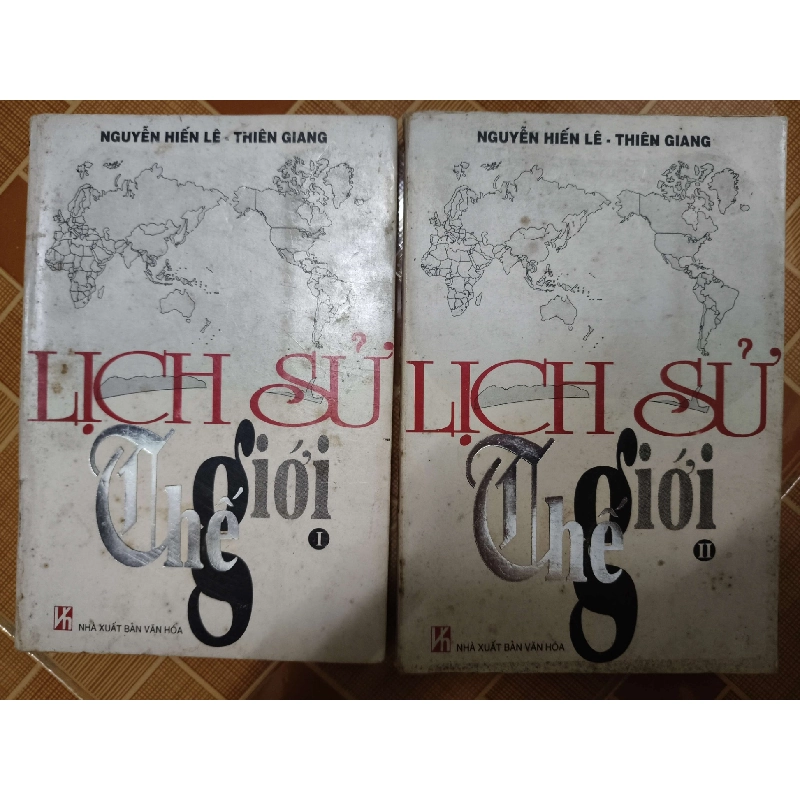 NGUYỄN HIẾN LÊ - THIÊN GIANG
LỊCH SỬ
Thế giới
I
NHÀ XUẤT BẢN VĂN HÓA
NGUYỄN HIẾN LÊ - THIÊN GIANG
LỊCH SỬ
Thế giới
II
NHÀ XUẤT BẢN VĂN HÓA